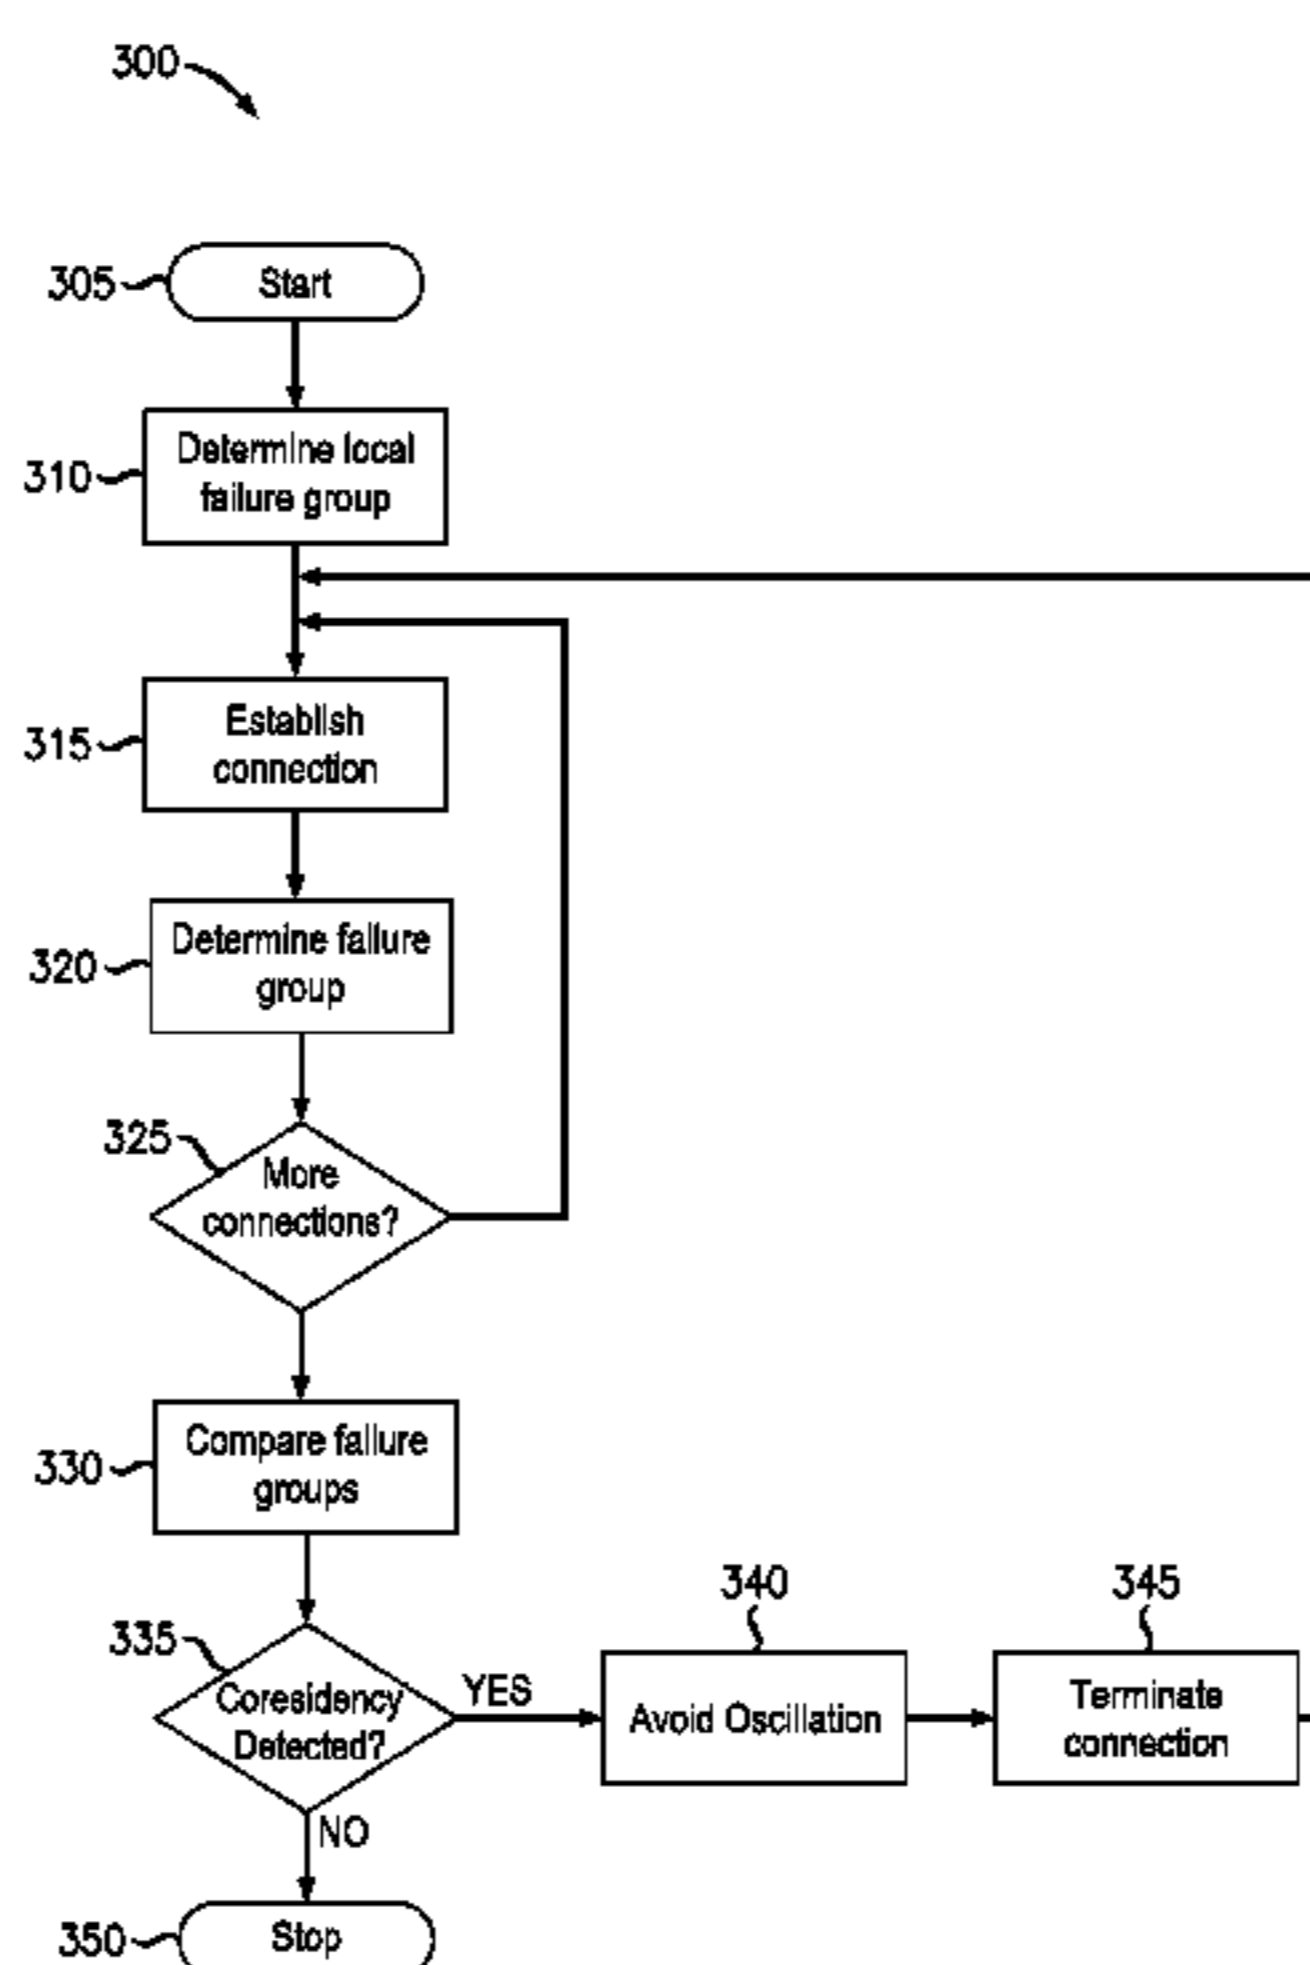 300
305
Start
310
Determine local
failure group
315
Establish
connection
320
Determine failure
group
325
More
connections?
330
Compare failure
groups
335
Coresidency
Detected?
YES
340
Avoid Oscillation
345
Terminate
connection
NO
350
Stop